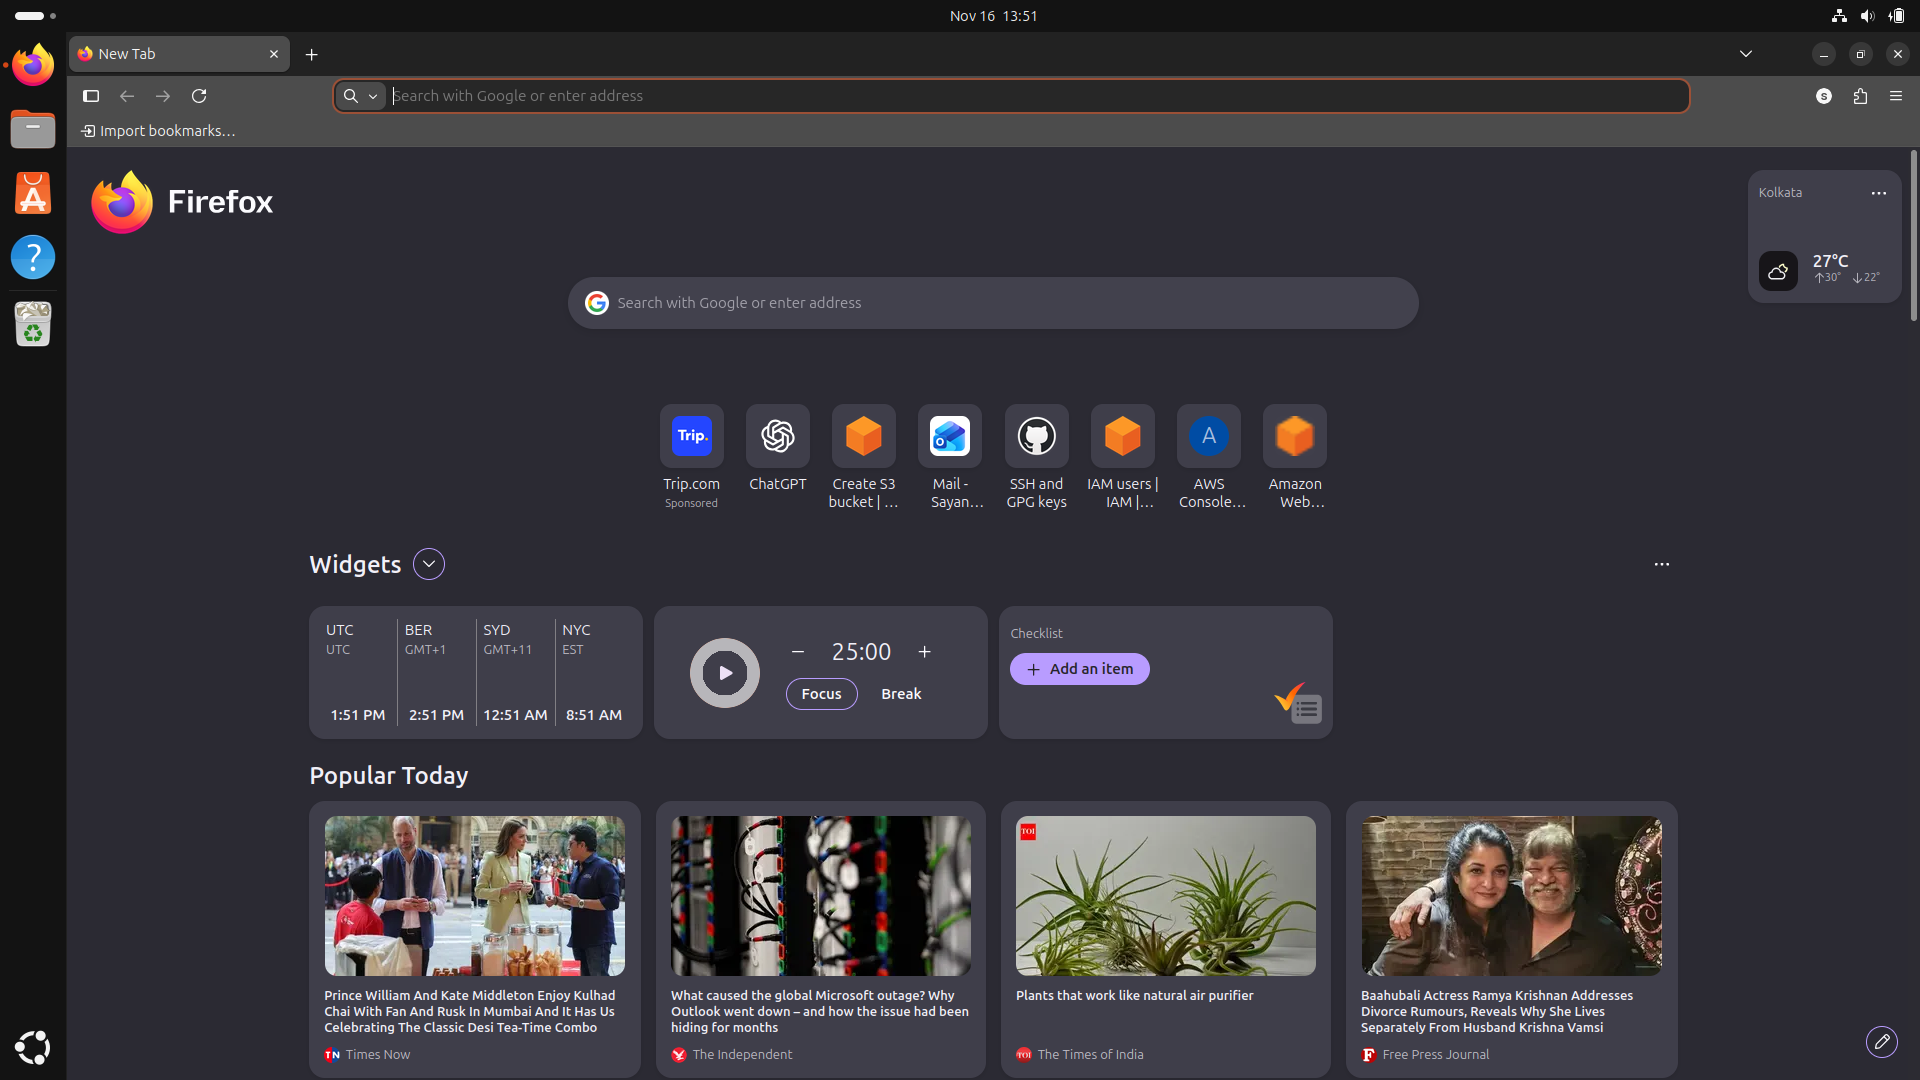 Nov 16 13:51
New Tab
Search with Google or enter address
S
Import bookmarks…
Firefox
Kolkata
27°C
↑30° ↓22°
Search with Google or enter address
Trip.
Trip.com
Sponsored
ChatGPT
Create S3
bucket | …
Mail -
Sayan…
SSH and
GPG keys
IAM users |
IAM |…
A
AWS
Console…
Amazon
Web…
Widgets
UTC
UTC
1:51 PM
BER
GMT+1
2:51 PM
SYD
GMT+11
12:51 AM
NYC
EST
8:51 AM
25:00
Focus
Break
Checklist
+ Add an item
Popular Today
Prince William And Kate Middleton Enjoy Kulhad
Chai With Fan And Rusk In Mumbai And It Has Us
Celebrating The Classic Desi Tea-Time Combo
TN Times Now
What caused the global Microsoft outage? Why
Outlook went down – and how the issue had been
hiding for months
The Independent
TOI
Plants that work like natural air purifier
TOI The Times of India
Baahubali Actress Ramya Krishnan Addresses
Divorce Rumours, Reveals Why She Lives
Separately From Husband Krishna Vamsi
F Free Press Journal